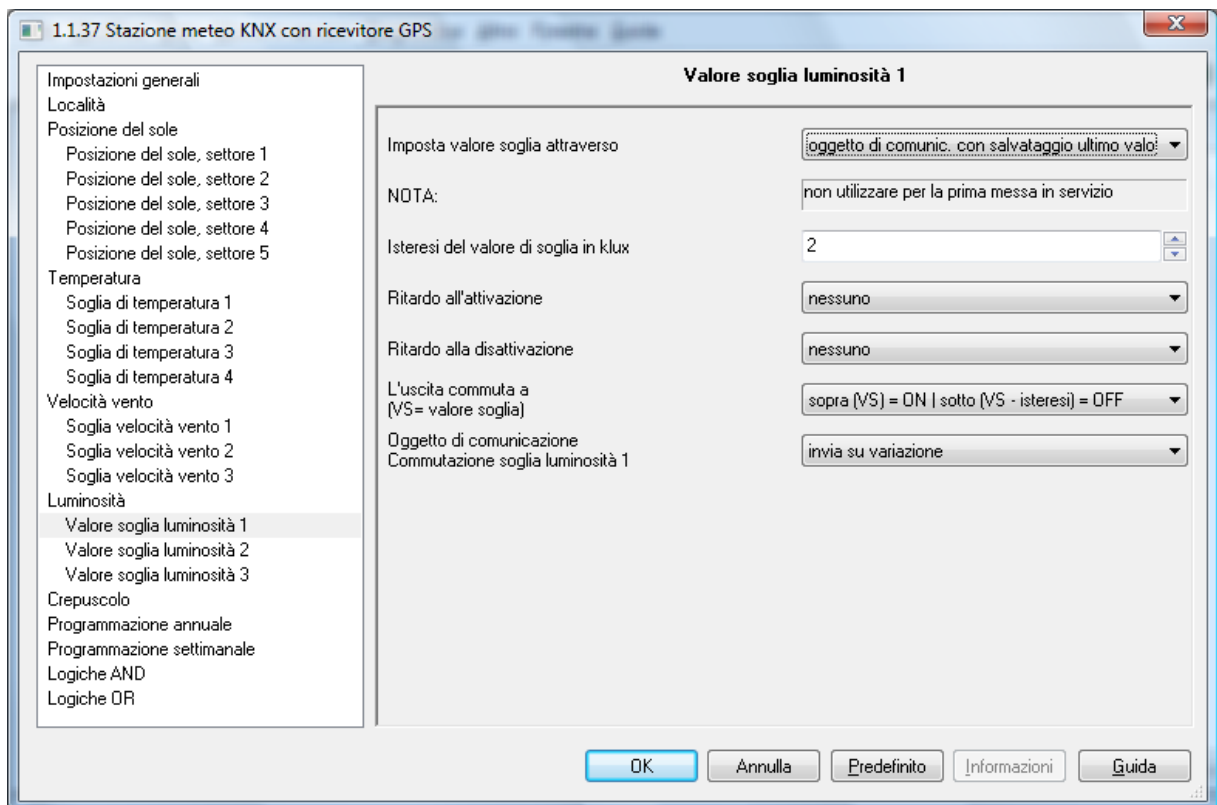 1.1.37 Stazione meteo KNX con ricevitore GPS
Impostazioni generali
Località
Posizione del sole
Posizione del sole, settore 1
Posizione del sole, settore 2
Posizione del sole, settore 3
Posizione del sole, settore 4
Posizione del sole, settore 5
Temperatura
Soglia di temperatura 1
Soglia di temperatura 2
Soglia di temperatura 3
Soglia di temperatura 4
Velocità vento
Soglia velocità vento 1
Soglia velocità vento 2
Soglia velocità vento 3
Luminosità
Valore soglia luminosità 1
Valore soglia luminosità 2
Valore soglia luminosità 3
Crepuscolo
Programmazione annuale
Programmazione settimanale
Logiche AND
Logiche OR
Valore soglia luminosità 1
Imposta valore soglia attraverso
oggetto di comunic. con salvataggio ultimo valo
NOTA:
non utilizzare per la prima messa in servizio
Isteresi del valore di soglia in klux
2
Ritardo all'attivazione
nessuno
Ritardo alla disattivazione
nessuno
L'uscita commuta a
(VS= valore soglia)
sopra (VS) = ON | sotto (VS - isteresi) = OFF
Oggetto di comunicazione
Commutazione soglia luminosità 1
invia su variazione
OK
Annulla
Predefinito
Informazioni
Guida